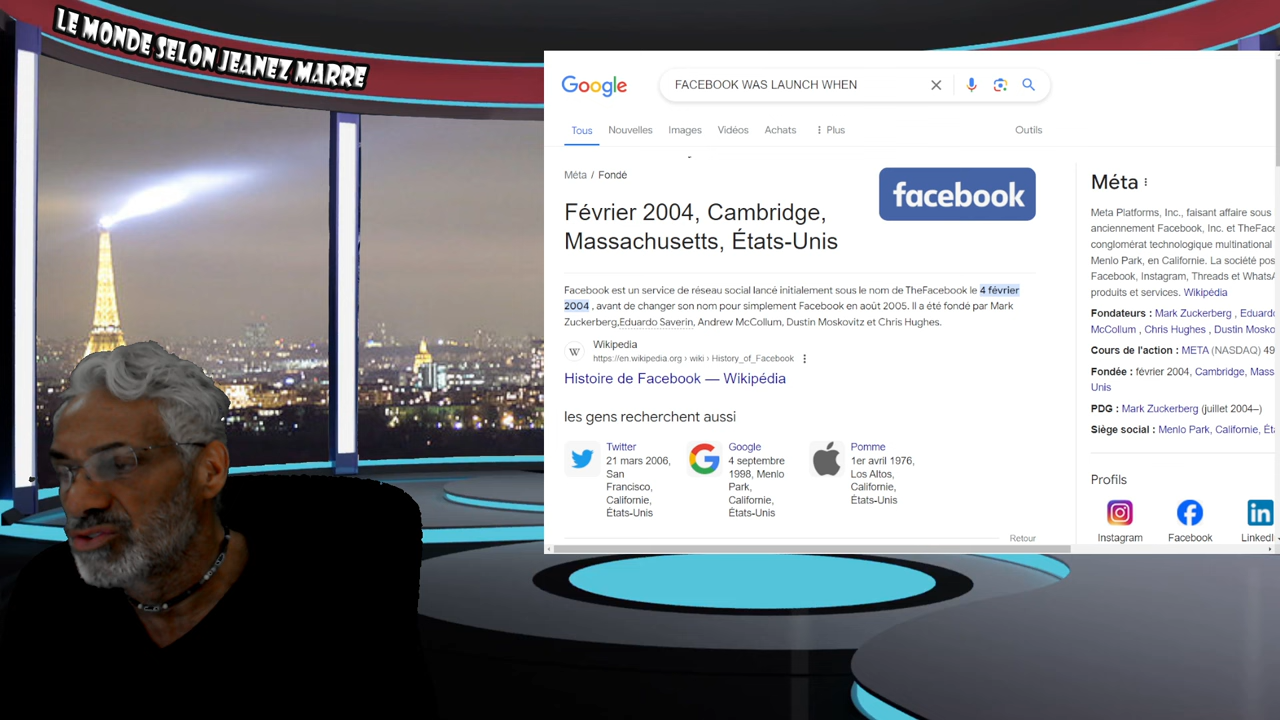 LE MONDE SELON JEANEZ MARRE
Google
FACEBOOK WAS LAUNCH WHEN
Tous Nouvelles Images Vidéos Achats Plus Outils
Méta / Fondé
Février 2004, Cambridge,
Massachusetts, États-Unis
facebook
Facebook est un service de réseau social lancé initialement sous le nom de TheFacebook le 4 février
2004 , avant de changer son nom pour simplement Facebook en août 2005. Il a été fondé par Mark
Zuckerberg,Eduardo Saverin, Andrew McCollum, Dustin Moskovitz et Chris Hughes.
W
Wikipedia
https://en.wikipedia.org › wiki › History_of_Facebook
Histoire de Facebook — Wikipédia
les gens recherchent aussi
Twitter
21 mars 2006,
San
Francisco,
Californie,
États-Unis
Google
4 septembre
1998, Menlo
Park,
Californie,
États-Unis
Pomme
1er avril 1976,
Los Altos,
Californie,
États-Unis
Retour
Méta
Meta Platforms, Inc., faisant affaire sous
anciennement Facebook, Inc. et TheFace
conglomérat technologique multinational
Menlo Park, en Californie. La société pos
Facebook, Instagram, Threads et WhatsA
produits et services. Wikipédia
Fondateurs : Mark Zuckerberg , Eduardo
McCollum , Chris Hughes , Dustin Mosko
Cours de l'action : META (NASDAQ) 49
Fondée : février 2004, Cambridge, Mass
Unis
PDG : Mark Zuckerberg (juillet 2004–)
Siège social : Menlo Park, Californie, Ét
Profils
Instagram Facebook LinkedI